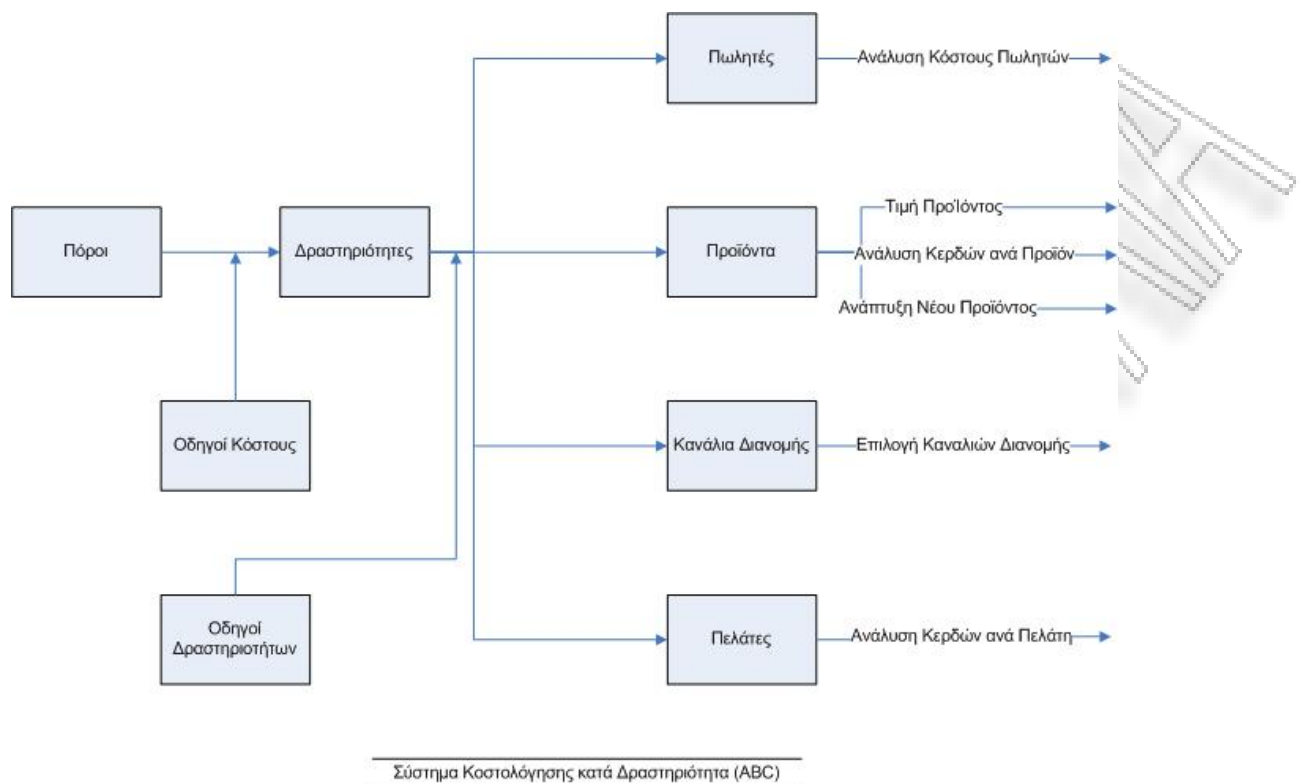 Πωλητές
Ανάλυση Κόστους Πωλητών
Πόροι
Δραστηριότητες
Προϊόντα
Τιμή ΠροΪόντος
Ανάλυση Κερδών ανά Προϊόν
Ανάπτυξη Νέου Προϊόντος
Οδηγοί Κόστους
Κανάλια Διανομής
Επιλογή Καναλιών Διανομής
Οδηγοί
Δραστηριοτήτων
Πελάτες
Ανάλυση Κερδών ανά Πελάτη
Σύστημα Κοστολόγησης κατά Δραστηριότητα (ABC)